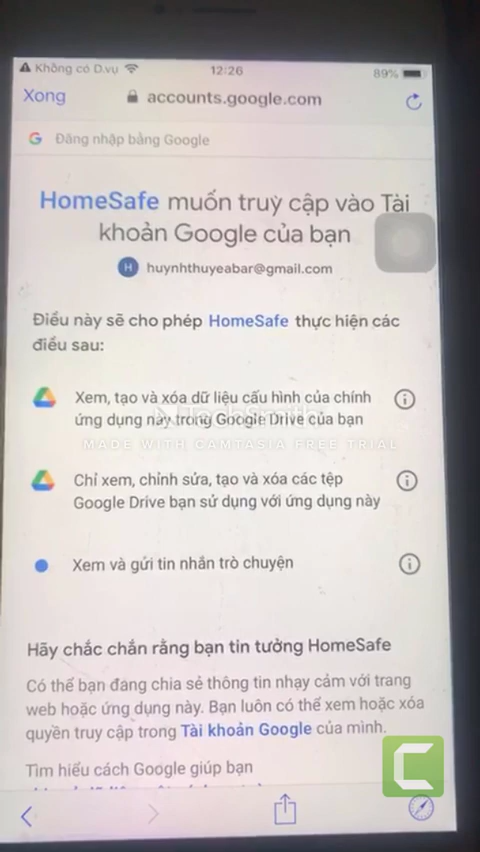 Không có D.vụ
12:26
89%
Xong
accounts.google.com
G Đăng nhập bằng Google
HomeSafe muốn truy cập vào Tài
khoản Google của bạn
H huynhthuyeabar@gmail.com
Điều này sẽ cho phép HomeSafe thực hiện các
điều sau:
Xem, tạo và xóa dữ liệu cấu hình của chính
ứng dụng này trong Google Drive của bạn
TechSmith
MADE WITH CAMTASIA FREE TRIAL
Chỉ xem, chỉnh sửa, tạo và xóa các tệp
Google Drive bạn sử dụng với ứng dụng này
Xem và gửi tin nhắn trò chuyện
Hãy chắc chắn rằng bạn tin tưởng HomeSafe
Có thể bạn đang chia sẻ thông tin nhạy cảm với trang
web hoặc ứng dụng này. Bạn luôn có thể xem hoặc xóa
quyền truy cập trong Tài khoản Google của mình.
Tìm hiểu cách Google giúp bạn
C